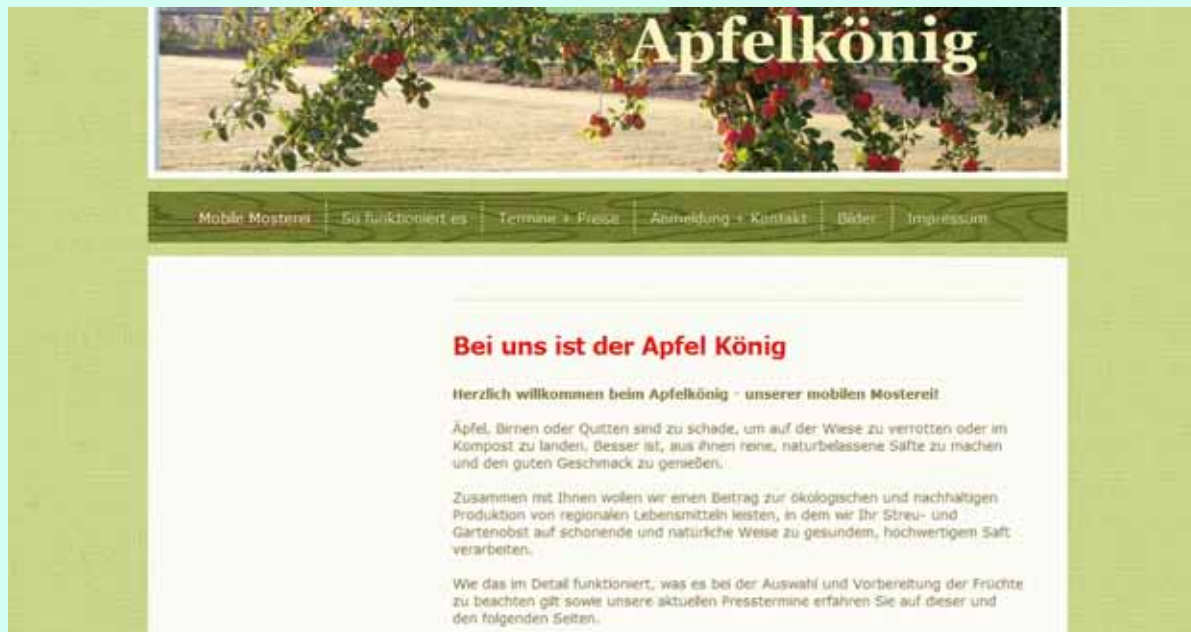 Apfelkönig
Mobile Mosterei
So funktioniert es
Termine + Preise
Anmeldung + Kontakt
Bilder
Impressum
Bei uns ist der Apfel König
Herzlich willkommen beim Apfelkönig - unserer mobilen Mosterei!
Äpfel, Birnen oder Quitten sind zu schade, um auf der Wiese zu verrotten oder im
Kompost zu landen. Besser ist, aus ihnen reine, naturbelassene Säfte zu machen
und den guten Geschmack zu genießen.
Zusammen mit Ihnen wollen wir einen Beitrag zur ökologischen und nachhaltigen
Produktion von regionalen Lebensmitteln leisten, in dem wir Ihr Streu- und
Gartenobst auf schonende und natürliche Weise zu gesundem, hochwertigem Saft
verarbeiten.
Wie das im Detail funktioniert, was es bei der Auswahl und Vorbereitung der Früchte
zu beachten gilt sowie unsere aktuellen Presstermine erfahren Sie auf dieser und
den folgenden Seiten.